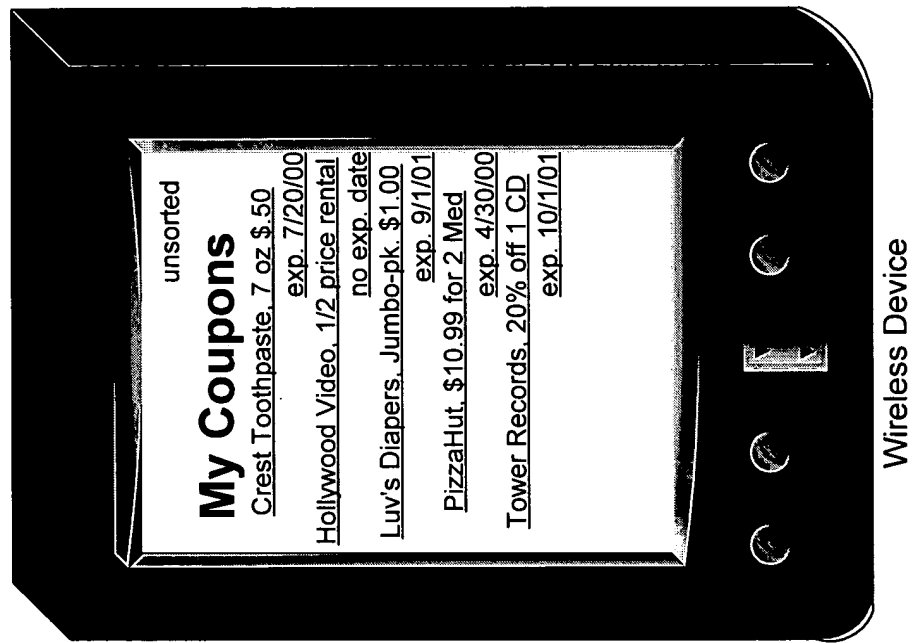 unsorted
My Coupons
Crest Toothpaste, 7 oz $.50
exp. 7/20/00
Hollywood Video, 1/2 price rental
no exp. date
Luv's Diapers, Jumbo-pk. $1.00
exp. 9/1/01
PizzaHut, $10.99 for 2 Med
exp. 4/30/00
Tower Records, 20% off 1 CD
exp. 10/1/01
Wireless Device